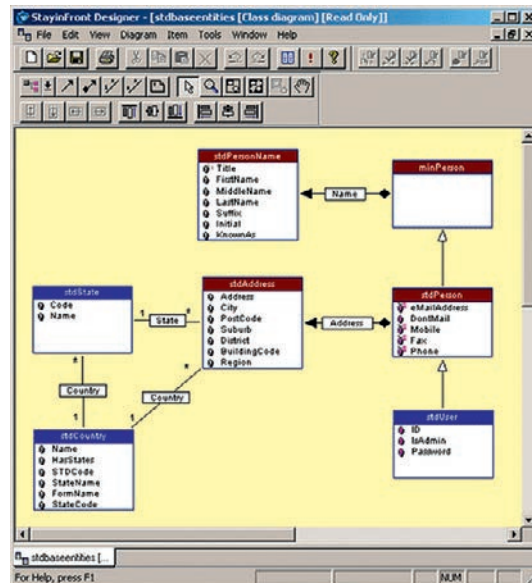 StayinFront Designer - [stdbaseentities [Class diagram] [Read Only]]
File Edit View Diagram Item Tools Window Help
stdPersonName
Title
FirstName
MiddleName
LastName
Suffix
Initial
KnownAs
Name
minPerson
stdState
Code
Name
1
State
*
stdAddress
Address
City
PostCode
Suburb
District
BuildingCode
Region
Address
stdPerson
eMailAddress
DontMail
Mobile
Fax
Phone
*
Country
1
*
Country
1
stdCountry
Name
HasStates
STDCode
StateName
FormName
StateCode
stdUser
ID
IsAdmin
Password
stdbaseentities [...
For Help, press F1
NUM